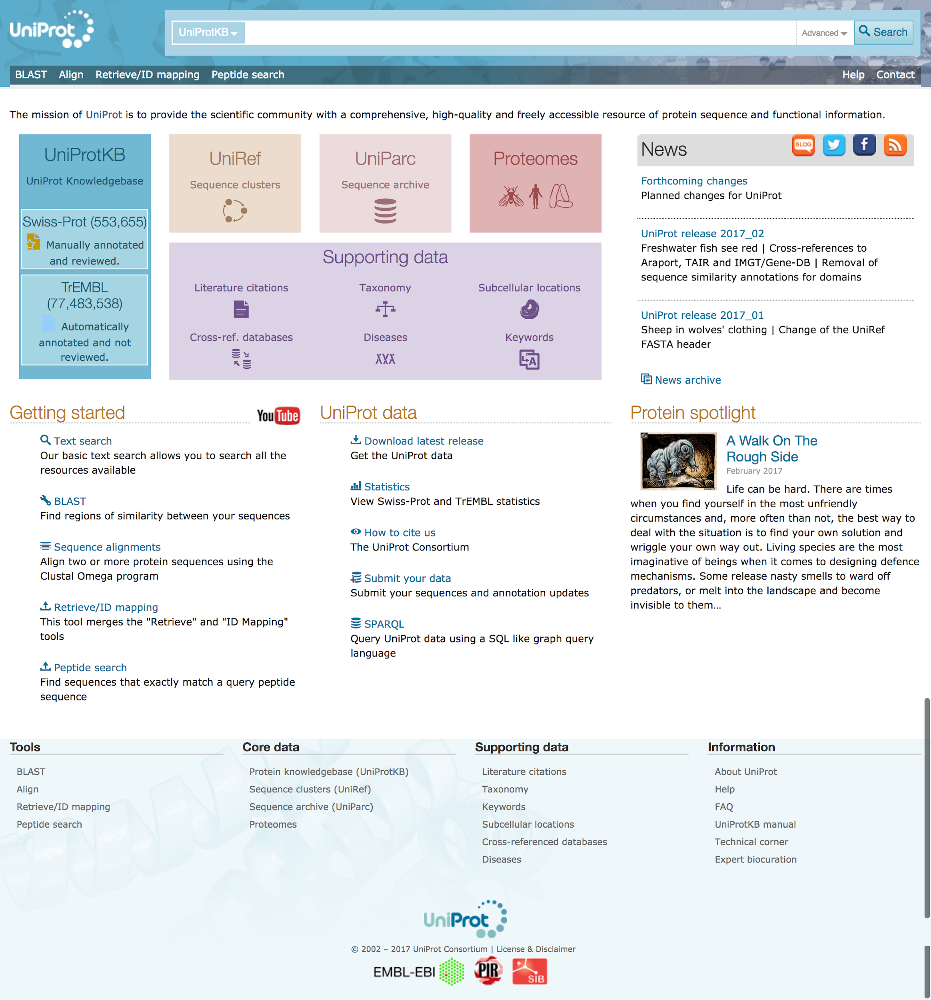 UniProt
UniProtKB
Advanced
Search
BLAST Align Retrieve/ID mapping Peptide search
Help Contact
The mission of UniProt is to provide the scientific community with a comprehensive, high-quality and freely accessible resource of protein sequence and functional information.
UniProtKB
UniProt Knowledgebase
Swiss-Prot (553,655)
Manually annotated
and reviewed.
TrEMBL
(77,483,538)
Automatically
annotated and not
reviewed.
UniRef
Sequence clusters
UniParc
Sequence archive
Proteomes
Supporting data
Literature citations
Taxonomy
Subcellular locations
Cross-ref. databases
Diseases
Keywords
News
BLOG
Forthcoming changes
Planned changes for UniProt
UniProt release 2017_02
Freshwater fish see red | Cross-references to
Araport, TAIR and IMGT/Gene-DB | Removal of
sequence similarity annotations for domains
UniProt release 2017_01
Sheep in wolves' clothing | Change of the UniRef
FASTA header
News archive
Getting started
YouTube
Text search
Our basic text search allows you to search all the
resources available
BLAST
Find regions of similarity between your sequences
Sequence alignments
Align two or more protein sequences using the
Clustal Omega program
Retrieve/ID mapping
This tool merges the "Retrieve" and "ID Mapping"
tools
Peptide search
Find sequences that exactly match a query peptide
sequence
UniProt data
Download latest release
Get the UniProt data
Statistics
View Swiss-Prot and TrEMBL statistics
How to cite us
The UniProt Consortium
Submit your data
Submit your sequences and annotation updates
SPARQL
Query UniProt data using a SQL like graph query
language
Protein spotlight
A Walk On The
Rough Side
February 2017
Life can be hard. There are times
when you find yourself in the most unfriendly
circumstances and, more often than not, the best way to
deal with the situation is to find your own solution and
wriggle your own way out. Living species are the most
imaginative of beings when it comes to designing defence
mechanisms. Some release nasty smells to ward off
predators, or melt into the landscape and become
invisible to them...
Tools
BLAST
Align
Retrieve/ID mapping
Peptide search
Core data
Protein knowledgebase (UniProtKB)
Sequence clusters (UniRef)
Sequence archive (UniParc)
Proteomes
Supporting data
Literature citations
Taxonomy
Keywords
Subcellular locations
Cross-referenced databases
Diseases
Information
About UniProt
Help
FAQ
UniProtKB manual
Technical corner
Expert biocuration
UniProt
© 2002 – 2017 UniProt Consortium | License & Disclaimer
EMBL-EBI PIR SIB